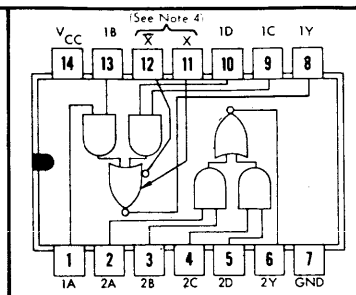 (See Note 4)
VCC 1B X̅ X 1D 1C 1Y
14 13 12 11 10 9 8
1 2 3 4 5 6 7
1A 2A 2B 2C 2D 2Y GND